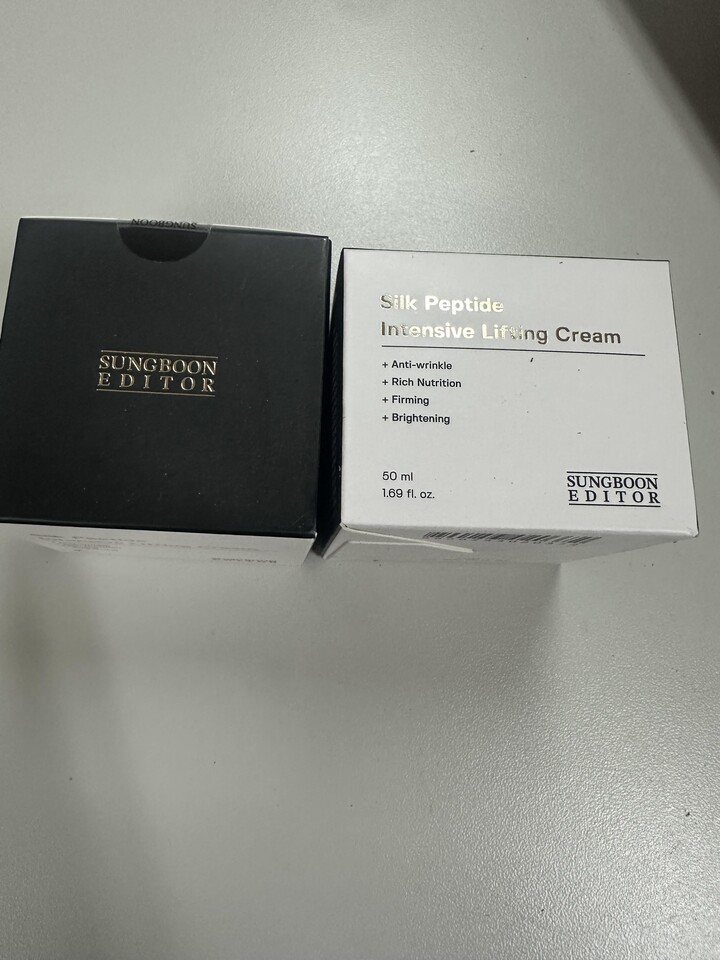 SUNGBOON
SUNGBOON
EDITOR
Silk Peptide
Intensive Lifting Cream
+ Anti-wrinkle
+ Rich Nutrition
+ Firming
+ Brightening
50 ml
1.69 fl. oz.
SUNGBOON
EDITOR